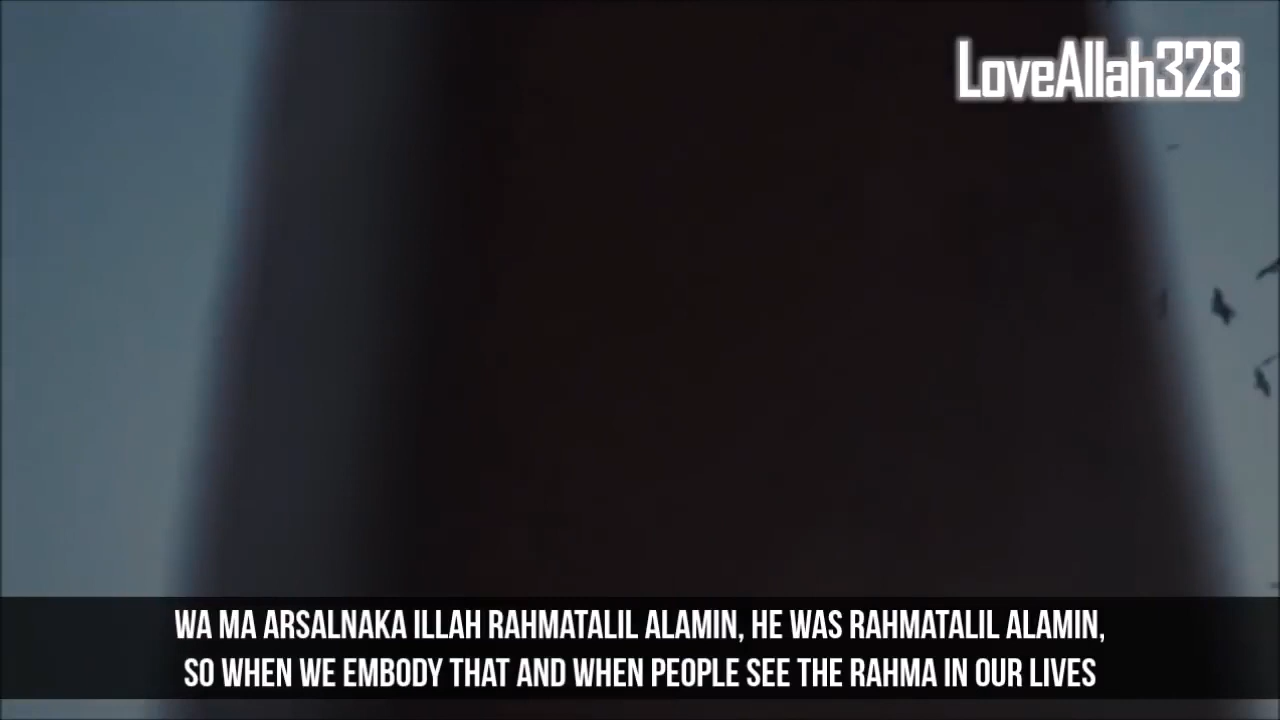 LoveAllah328
WA MA ARSALNAKA ILLAH RAHMATALIL ALAMIN, HE WAS RAHMATALIL ALAMIN,
SO WHEN WE EMBODY THAT AND WHEN PEOPLE SEE THE RAHMA IN OUR LIVES